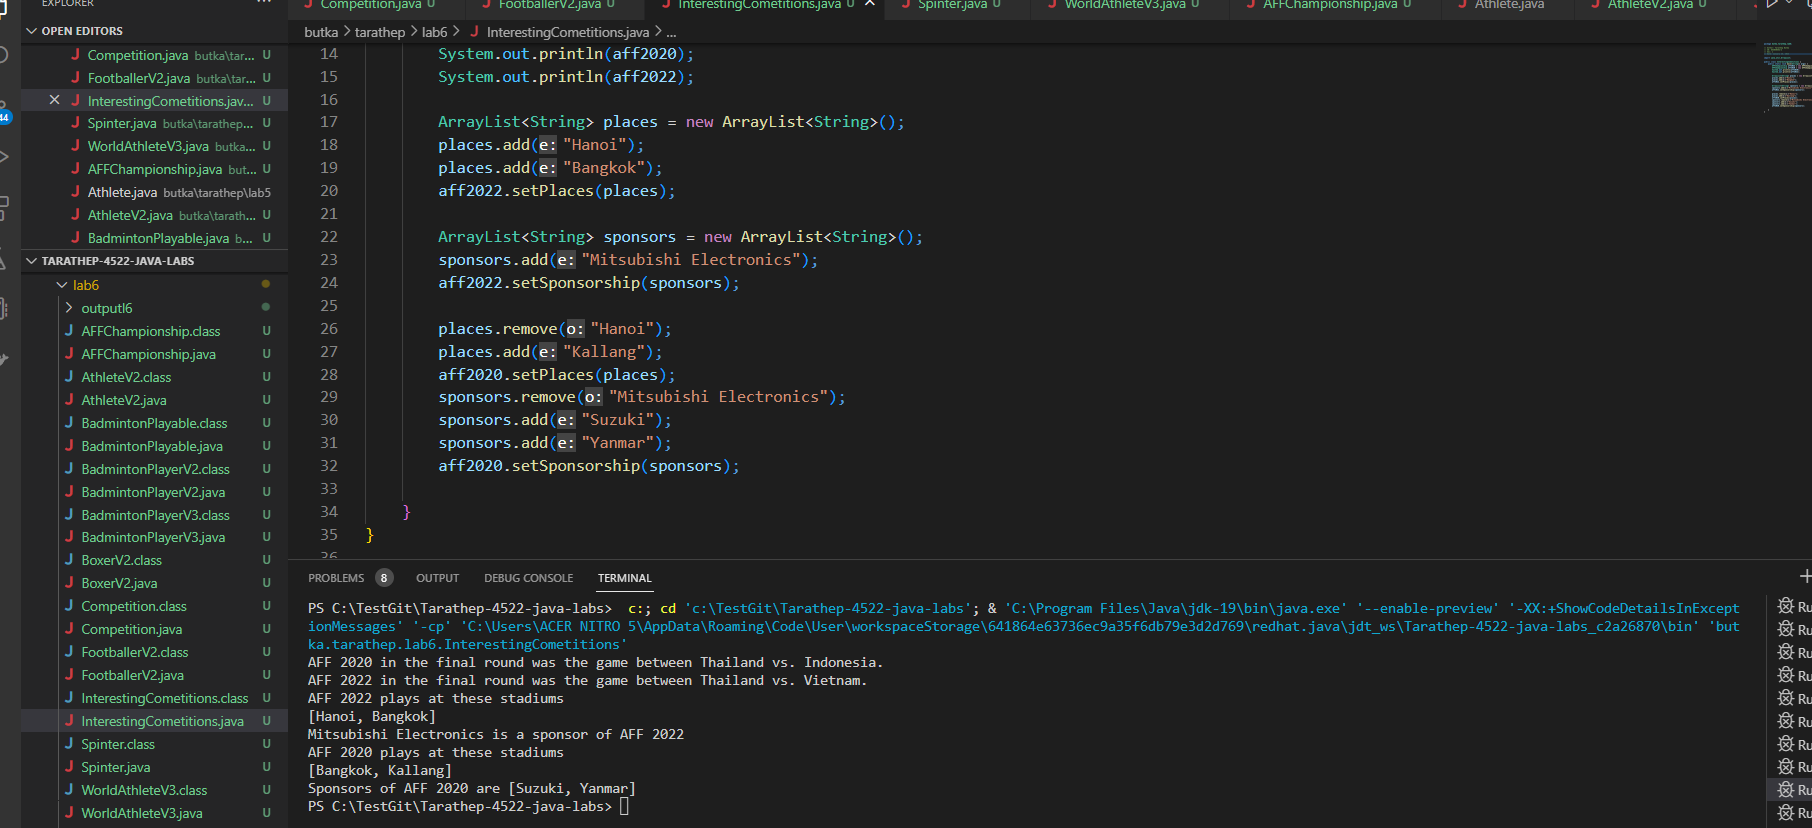 EXPLORER ...
Competition.java U
FootballerV2.java U
InterestingCometitions.java U
Spinter.java U
WorldAthleteV3.java U
AFFChampionship.java U
Athlete.java
AthleteV2.java U
OPEN EDITORS
Competition.java butka\tar... U
FootballerV2.java butka\tar... U
InterestingCometitions.jav... U
Spinter.java butka\tarathep... U
WorldAthleteV3.java butka... U
AFFChampionship.java but... U
Athlete.java butka\tarathep\lab5
AthleteV2.java butka\tarath... U
BadmintonPlayable.java b... U
44
TARATHEP-4522-JAVA-LABS
lab6
outputl6
AFFChampionship.class U
AFFChampionship.java U
AthleteV2.class U
AthleteV2.java U
BadmintonPlayable.class U
BadmintonPlayable.java U
BadmintonPlayerV2.class U
BadmintonPlayerV2.java U
BadmintonPlayerV3.class U
BadmintonPlayerV3.java U
BoxerV2.class U
BoxerV2.java U
Competition.class U
Competition.java U
FootballerV2.class U
FootballerV2.java U
InterestingCometitions.class U
InterestingCometitions.java U
Spinter.class U
Spinter.java U
WorldAthleteV3.class U
WorldAthleteV3.java U
butka > tarathep > lab6 > InterestingCometitions.java > ...
14 System.out.println(aff2020);
15 System.out.println(aff2022);
16
17 ArrayList<String> places = new ArrayList<String>();
18 places.add(e: "Hanoi");
19 places.add(e: "Bangkok");
20 aff2022.setPlaces(places);
21
22 ArrayList<String> sponsors = new ArrayList<String>();
23 sponsors.add(e: "Mitsubishi Electronics");
24 aff2022.setSponsorship(sponsors);
25
26 places.remove(o: "Hanoi");
27 places.add(e: "Kallang");
28 aff2020.setPlaces(places);
29 sponsors.remove(o: "Mitsubishi Electronics");
30 sponsors.add(e: "Suzuki");
31 sponsors.add(e: "Yanmar");
32 aff2020.setSponsorship(sponsors);
33
34 }
35 }
36
PROBLEMS 8 OUTPUT DEBUG CONSOLE TERMINAL
PS C:\TestGit\Tarathep-4522-java-labs> c:; cd 'c:\TestGit\Tarathep-4522-java-labs'; & 'C:\Program Files\Java\jdk-19\bin\java.exe' '--enable-preview' '-XX:+ShowCodeDetailsInExcept
ionMessages' '-cp' 'C:\Users\ACER NITRO 5\AppData\Roaming\Code\User\workspaceStorage\641864e63736ec9a35f6db79e3d2d769\redhat.java\jdt_ws\Tarathep-4522-java-labs_c2a26870\bin' 'but
ka.tarathep.lab6.InterestingCometitions'
AFF 2020 in the final round was the game between Thailand vs. Indonesia.
AFF 2022 in the final round was the game between Thailand vs. Vietnam.
AFF 2022 plays at these stadiums
[Hanoi, Bangkok]
Mitsubishi Electronics is a sponsor of AFF 2022
AFF 2020 plays at these stadiums
[Bangkok, Kallang]
Sponsors of AFF 2020 are [Suzuki, Yanmar]
PS C:\TestGit\Tarathep-4522-java-labs>
Ru
Ru
Ru
Ru
Ru
Ru
Ru
Ru
Ru
Ru